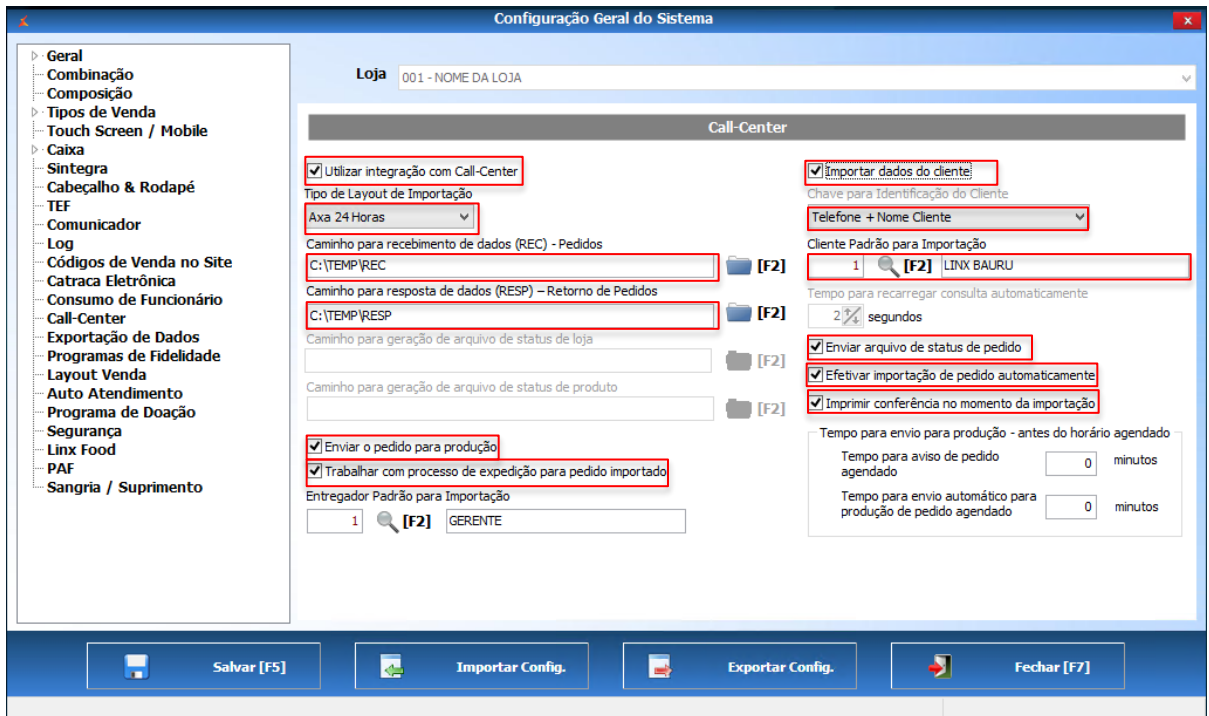 Configuração Geral do Sistema
x
Geral
Combinação
Composição
Tipos de Venda
Touch Screen / Mobile
Caixa
Sintegra
Cabeçalho & Rodapé
TEF
Comunicador
Log
Códigos de Venda no Site
Catraca Eletrônica
Consumo de Funcionário
Call-Center
Exportação de Dados
Programas de Fidelidade
Layout Venda
Auto Atendimento
Programa de Doação
Segurança
Linx Food
PAF
Sangria / Suprimento
Loja 001 - NOME DA LOJA
Call-Center
Utilizar integração com Call-Center
Tipo de Layout de Importação
Axa 24 Horas
Caminho para recebimento de dados (REC) - Pedidos
C:\TEMP\REC [F2]
Caminho para resposta de dados (RESP) – Retorno de Pedidos
C:\TEMP\RESP [F2]
Caminho para geração de arquivo de status de loja
[F2]
Caminho para geração de arquivo de status de produto
[F2]
Enviar o pedido para produção
Trabalhar com processo de expedição para pedido importado
Entregador Padrão para Importação
1 [F2] GERENTE
Importar dados do cliente
Chave para Identificação do Cliente
Telefone + Nome Cliente
Cliente Padrão para Importação
1 [F2] LINX BAURU
Tempo para recarregar consulta automaticamente
2 segundos
Enviar arquivo de status de pedido
Efetivar importação de pedido automaticamente
Imprimir conferência no momento da importação
Tempo para envio para produção - antes do horário agendado
Tempo para aviso de pedido
agendado
0 minutos
Tempo para envio automático para
produção de pedido agendado
0 minutos
Salvar [F5]
Importar Config.
Exportar Config.
Fechar [F7]